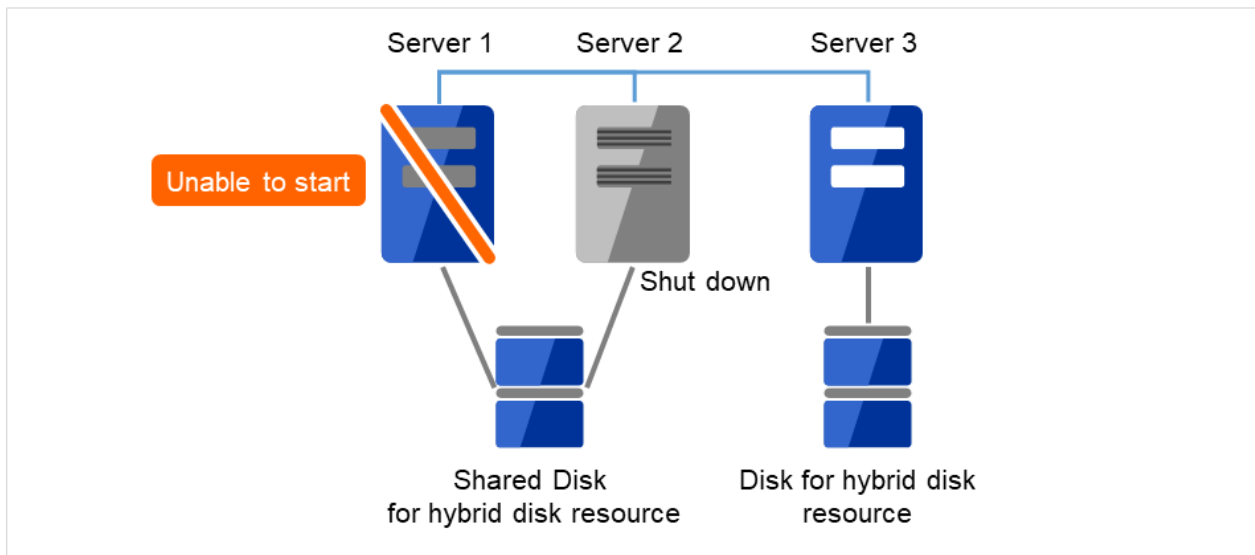 Server 1
Server 2
Server 3
Unable to start
Shut down
Shared Disk
for hybrid disk resource
Disk for hybrid disk
resource